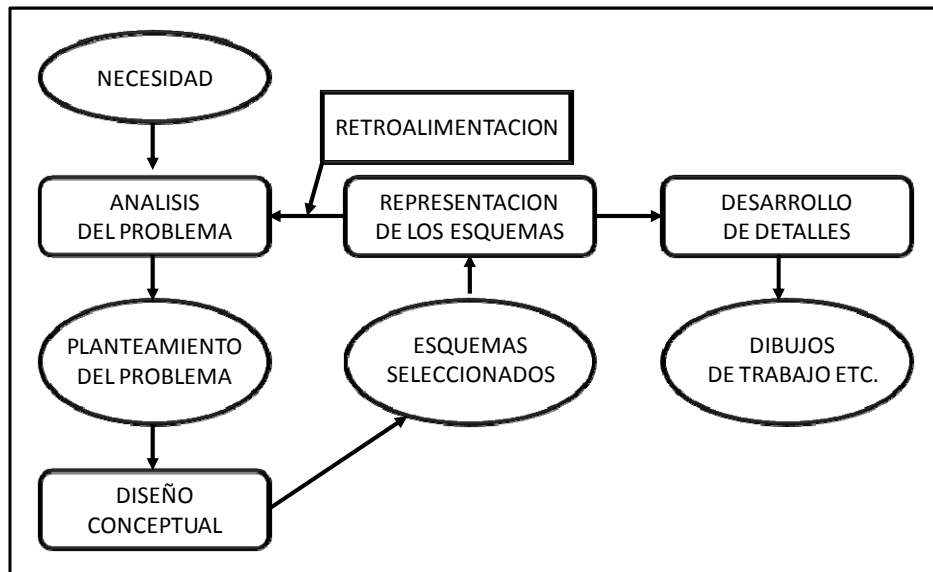 NECESIDAD
RETROALIMENTACION
ANALISIS
DEL PROBLEMA
REPRESENTACION
DE LOS ESQUEMAS
DESARROLLO
DE DETALLES
PLANTEAMIENTO
DEL PROBLEMA
ESQUEMAS
SELECCIONADOS
DIBUJOS
DE TRABAJO ETC.
DISEÑO
CONCEPTUAL